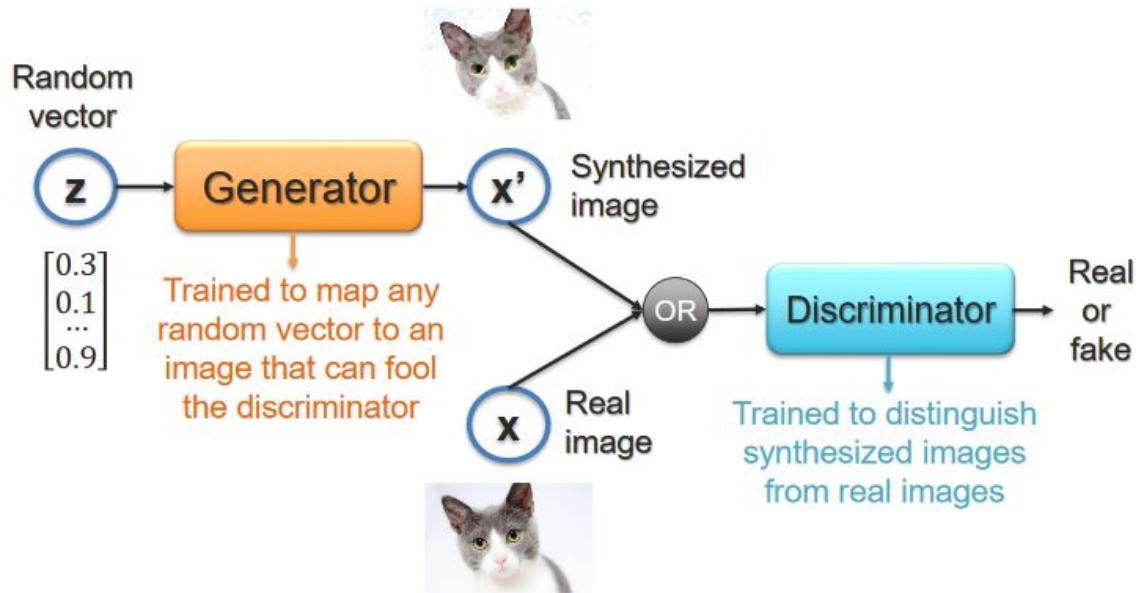 Random
vector
z
[0.3
0.1
...
0.9]
Generator
Trained to map any
random vector to an
image that can fool
the discriminator
x’
Synthesized
image
x
Real
image
OR
Discriminator
Trained to distinguish
synthesized images
from real images
Real
or
fake